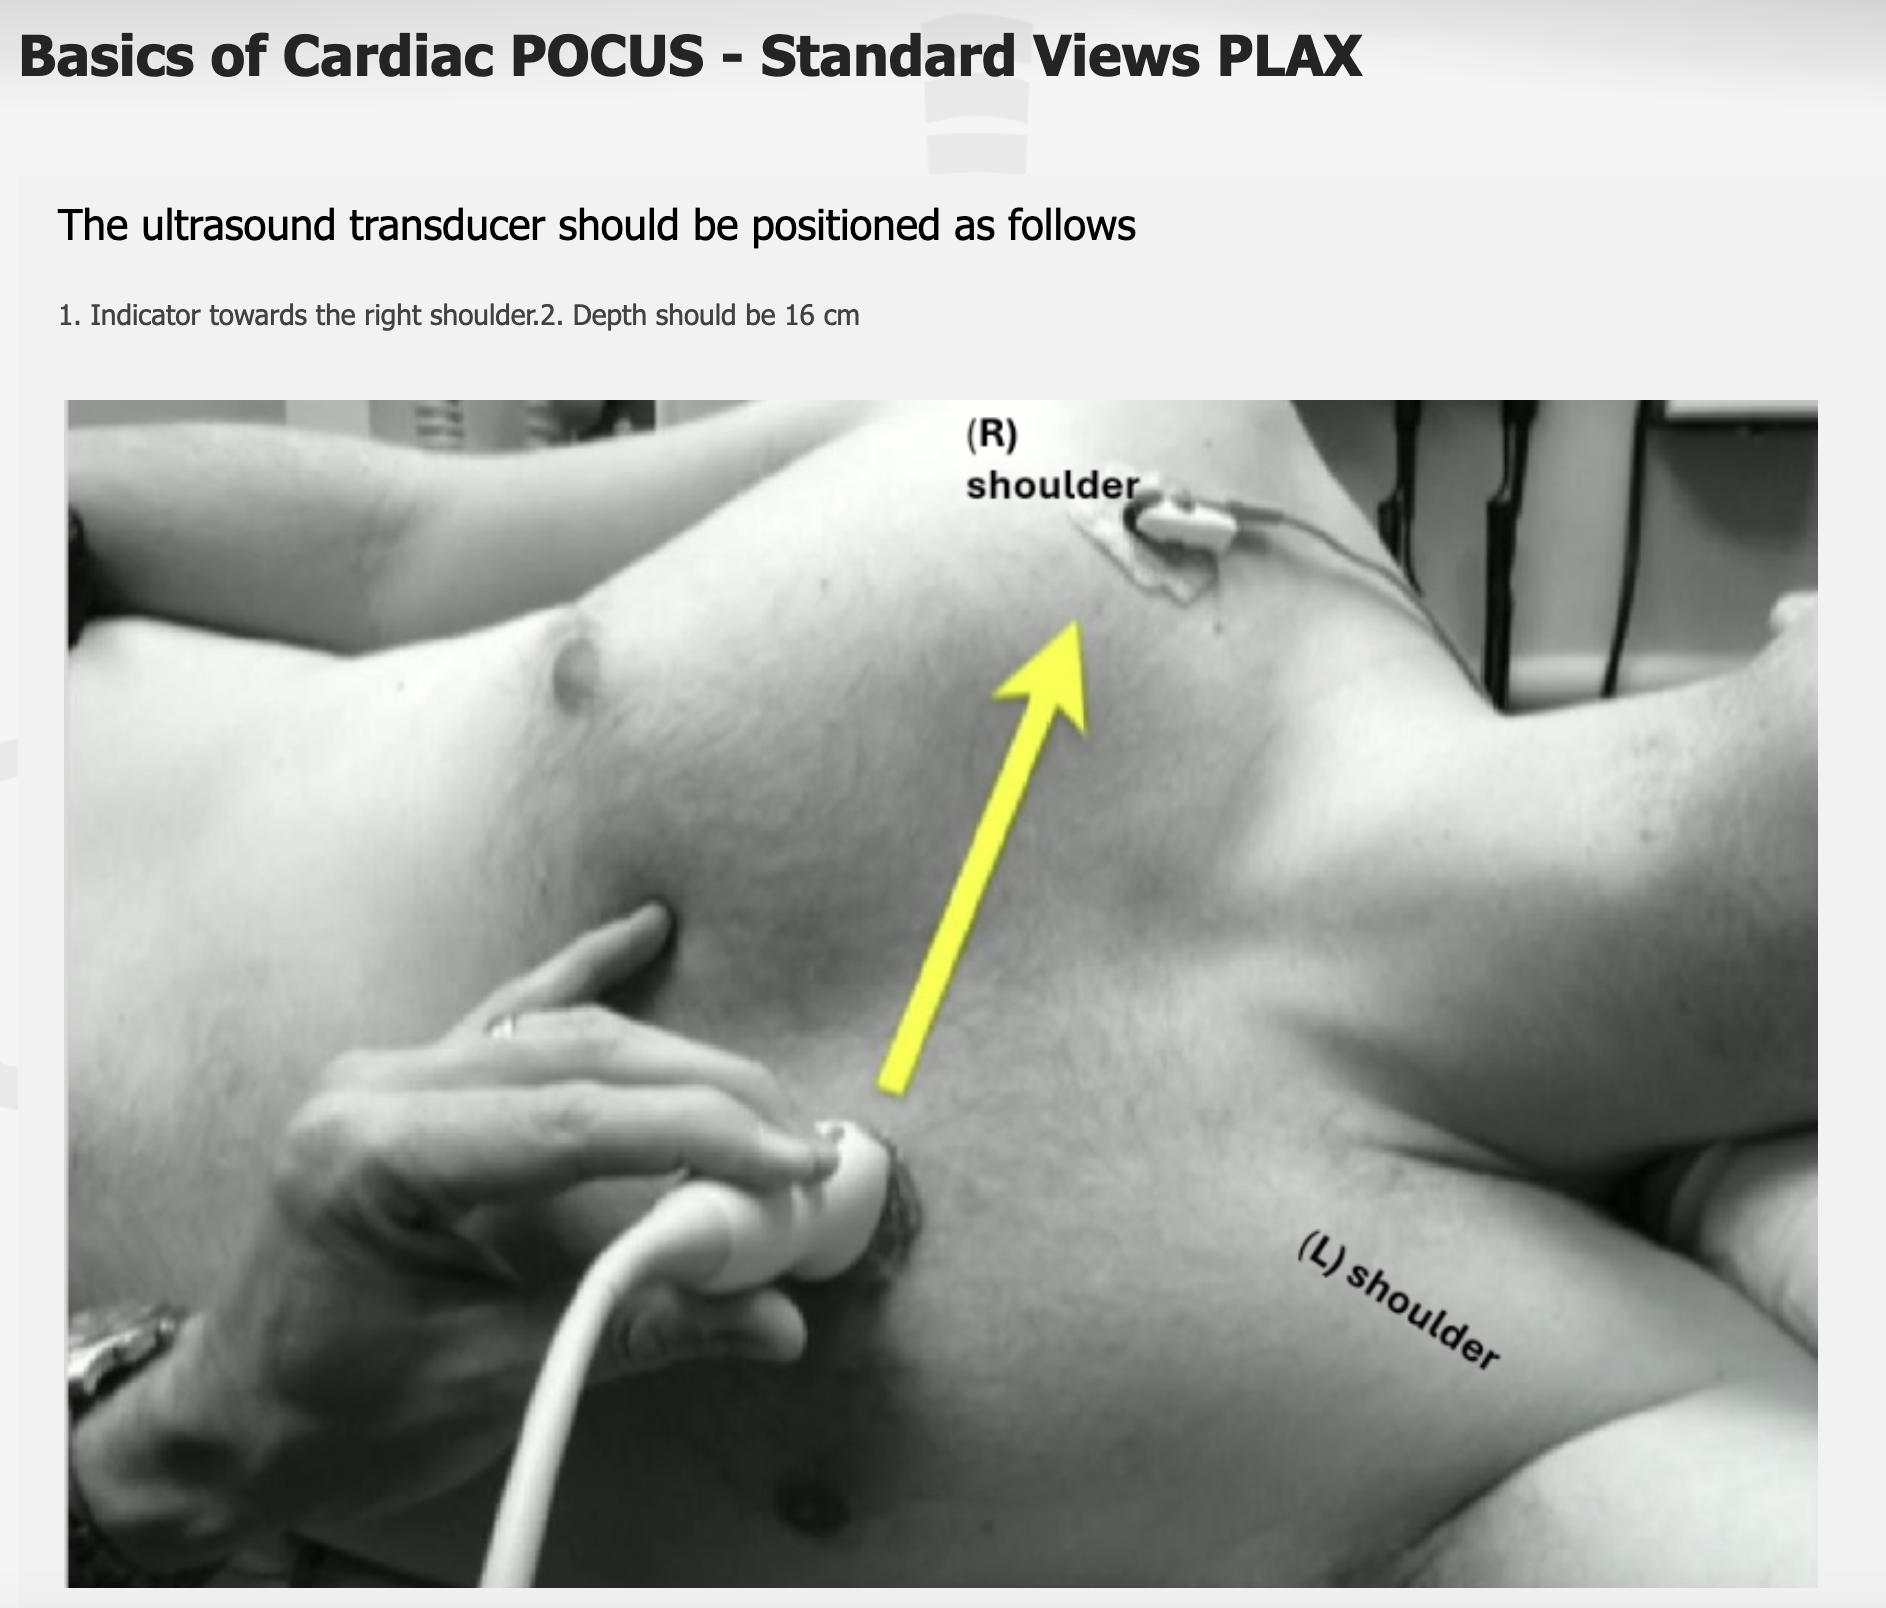 Basics of Cardiac POCUS - Standard Views PLAX
The ultrasound transducer should be positioned as follows
1. Indicator towards the right shoulder.2. Depth should be 16 cm
(R)
shoulder
(L) shoulder